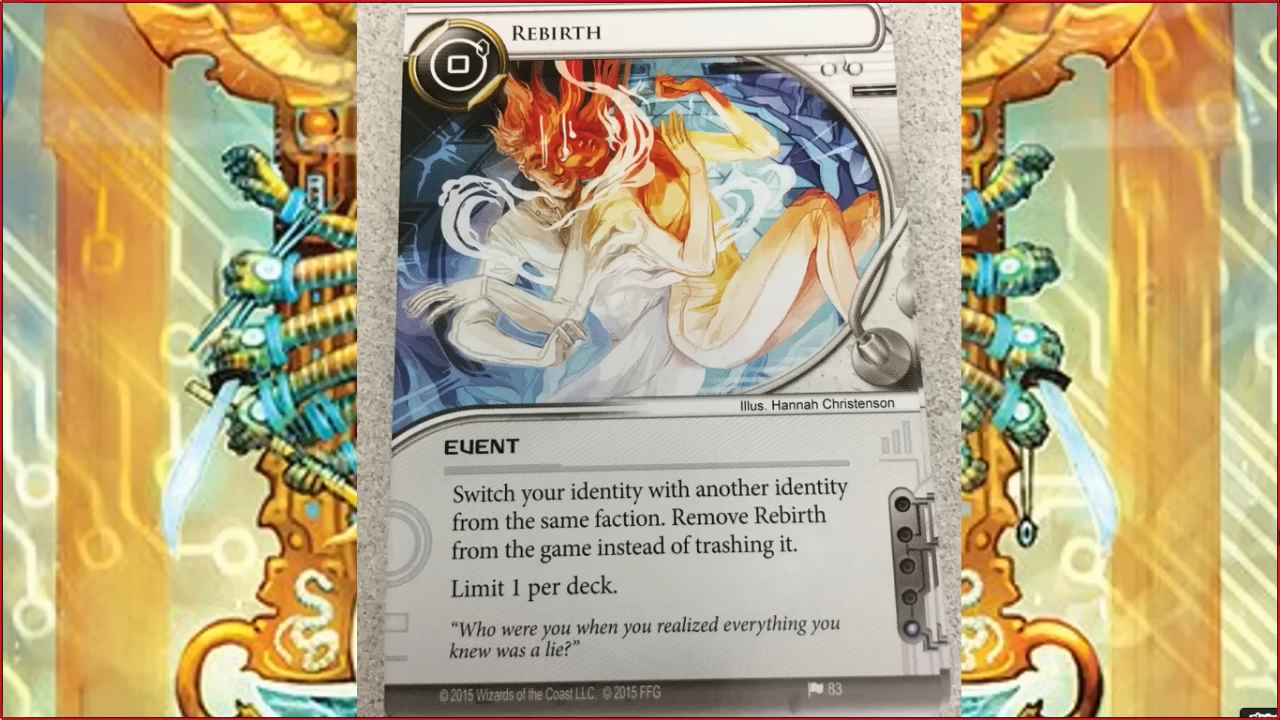 REBIRTH
Illus. Hannah Christenson
EVENT
Switch your identity with another identity
from the same faction. Remove Rebirth
from the game instead of trashing it.
Limit 1 per deck.
“Who were you when you realized everything you
knew was a lie?”
© 2015 Wizards of the Coast LLC. © 2015 FFG
83